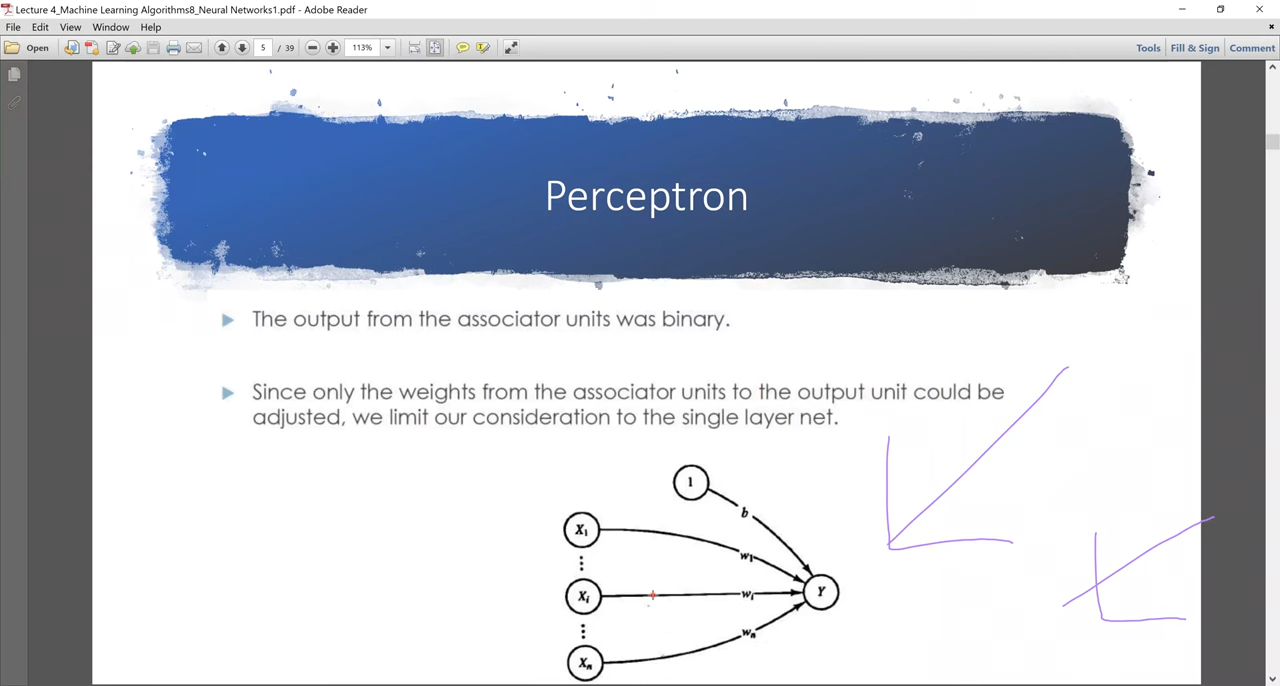 Lecture 4_Machine Learning Algorithms8_Neural Networks1.pdf - Adobe Reader
File Edit View Window Help
Open 5 / 39 113% Tools Fill & Sign Comment
Perceptron
The output from the associator units was binary.
Since only the weights from the associator units to the output unit could be
adjusted, we limit our consideration to the single layer net.
1
b
X1
w1
Xi
wi
Y
wn
Xn